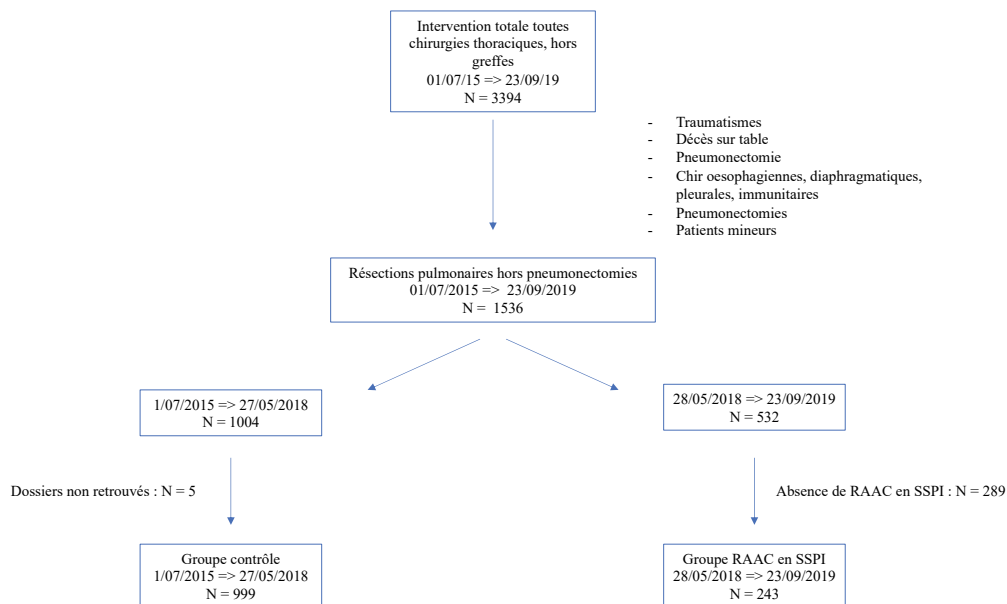 Intervention totale toutes
chirurgies thoraciques, hors
greffes
01/07/15 => 23/09/19
N = 3394
- Traumatismes
- Décès sur table
- Pneumonectomie
- Chir oesophagiennes, diaphragmatiques,
pleurales, immunitaires
- Pneumonectomies
- Patients mineurs
Résections pulmonaires hors pneumonectomies
01/07/2015 => 23/09/2019
N = 1536
1/07/2015 => 27/05/2018
N = 1004
28/05/2018 => 23/09/2019
N = 532
Dossiers non retrouvés : N = 5
Absence de RAAC en SSPI : N = 289
Groupe contrôle
1/07/2015 => 27/05/2018
N = 999
Groupe RAAC en SSPI
28/05/2018 => 23/09/2019
N = 243